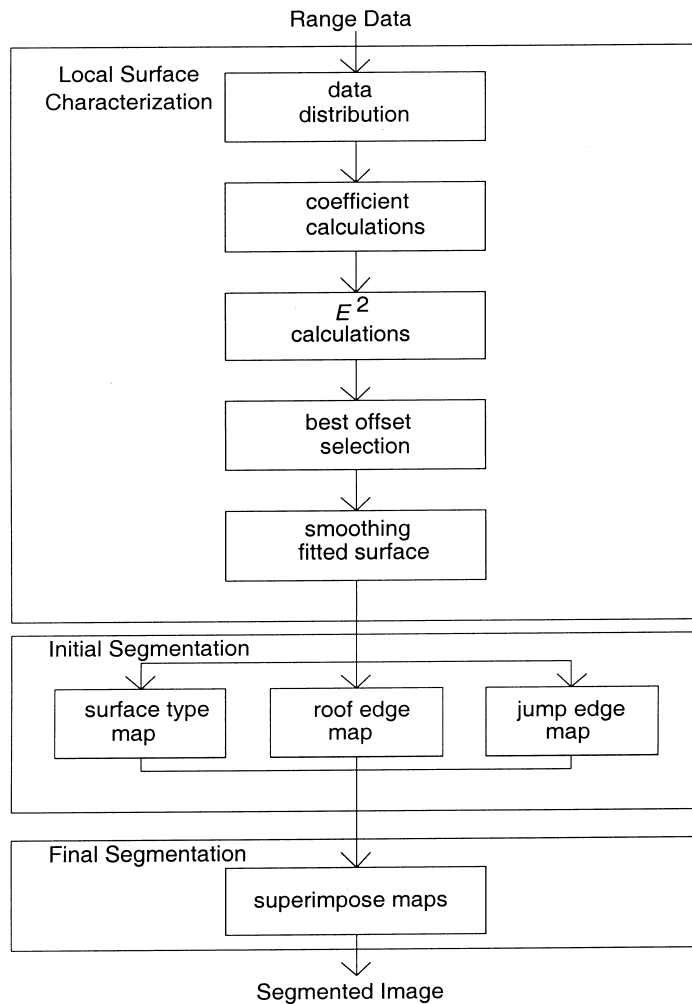 Range Data
Local Surface
Characterization
data
distribution
coefficient
calculations
E²
calculations
best offset
selection
smoothing
fitted surface
Initial Segmentation
surface type
map
roof edge
map
jump edge
map
Final Segmentation
superimpose maps
Segmented Image